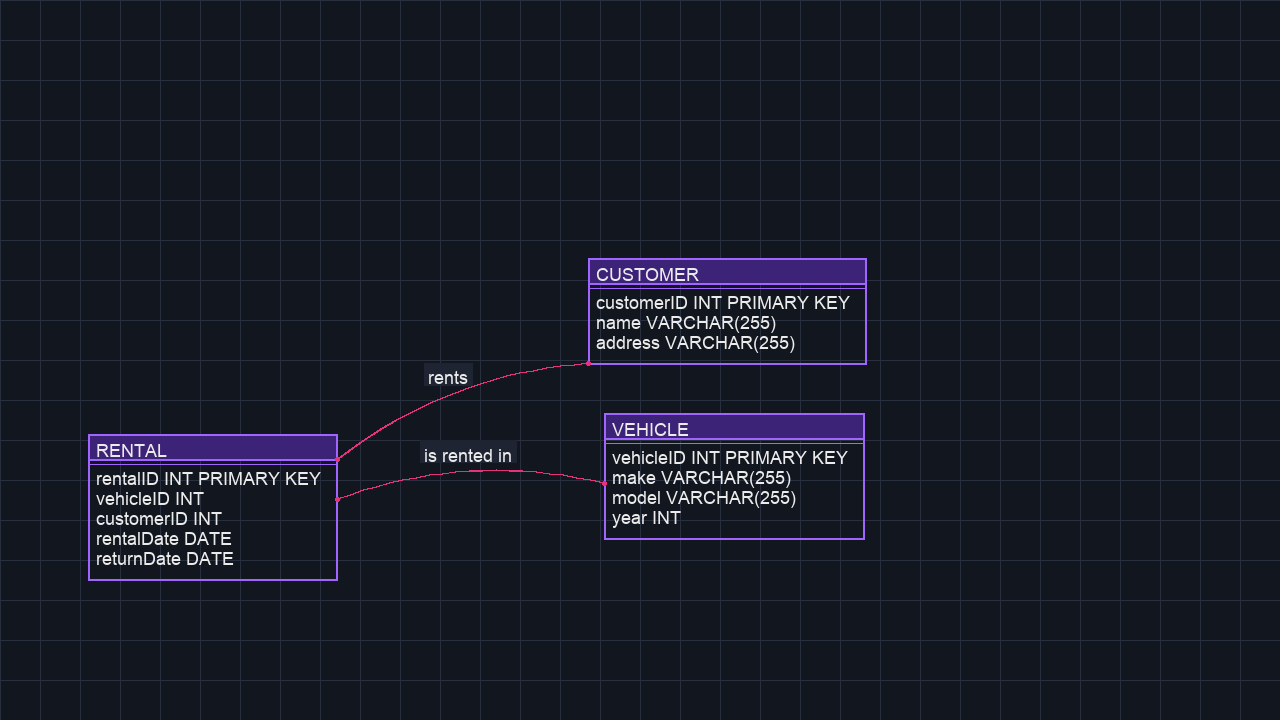 CUSTOMER
customerID INT PRIMARY KEY
name VARCHAR(255)
address VARCHAR(255)
rents
VEHICLE
vehicleID INT PRIMARY KEY
make VARCHAR(255)
model VARCHAR(255)
year INT
is rented in
RENTAL
rentalID INT PRIMARY KEY
vehicleID INT
customerID INT
rentalDate DATE
returnDate DATE